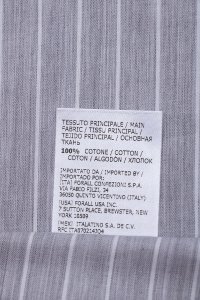 TESSUTO PRINCIPALE / MAIN
FABRIC / TISSU PRINCIPAL /
TEJIDO PRINCIPAL / ОСНОВНАЯ
ТКАНЬ
100% COTONE / COTTON /
COTON / ALGODÓN / ХЛОПОК
IMPORTATO DA / IMPORTED BY /
IMPORTADO POR:
(ITA) FORALL CONFEZIONI S.P.A.
VIA FABIO FILZI, 34
36050 QUINTO VICENTINO (ITALY)
(USA) FORALL USA INC.
7 SUTTON PLACE, BREWSTER, NEW
YORK 10509
(MEX) ITALATINO S.A. DE C.V.
RFC ITA970214304